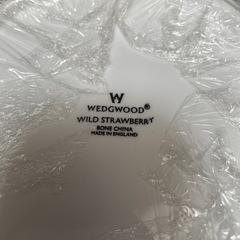 W
WEDGWOOD®
WILD STRAWBERRY
BONE CHINA
MADE IN ENGLAND